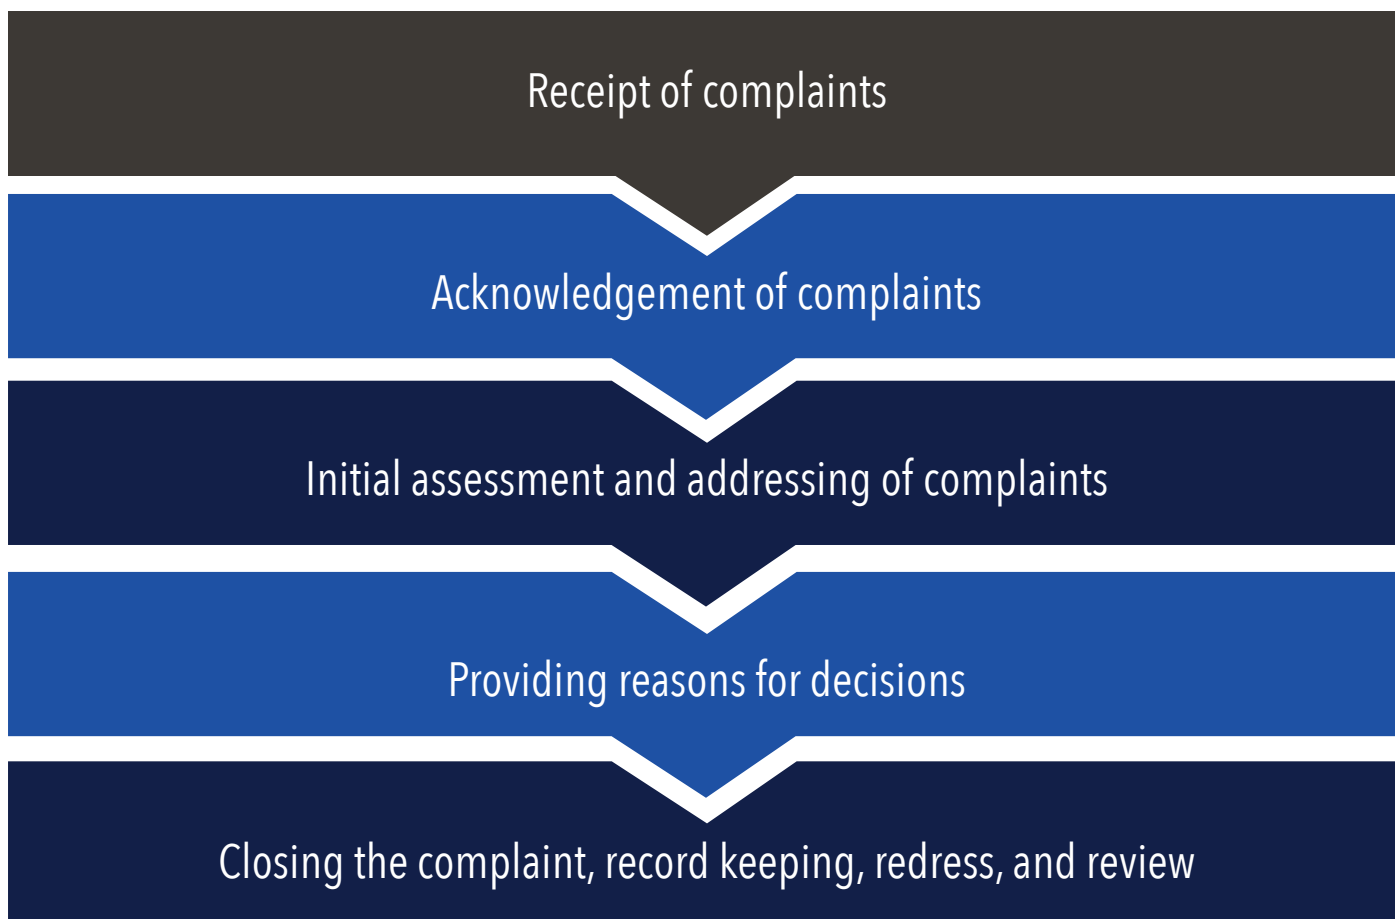 Receipt of complaints
Acknowledgement of complaints
Initial assessment and addressing of complaints
Providing reasons for decisions
Closing the complaint, record keeping, redress, and review